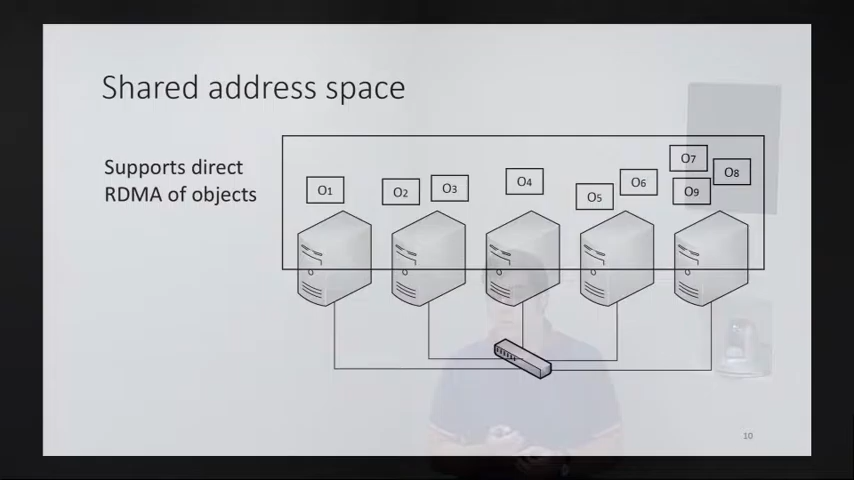 Shared address space
Supports direct
RDMA of objects
O1
O2
O3
O4
O5
O6
O7
O8
O9
10